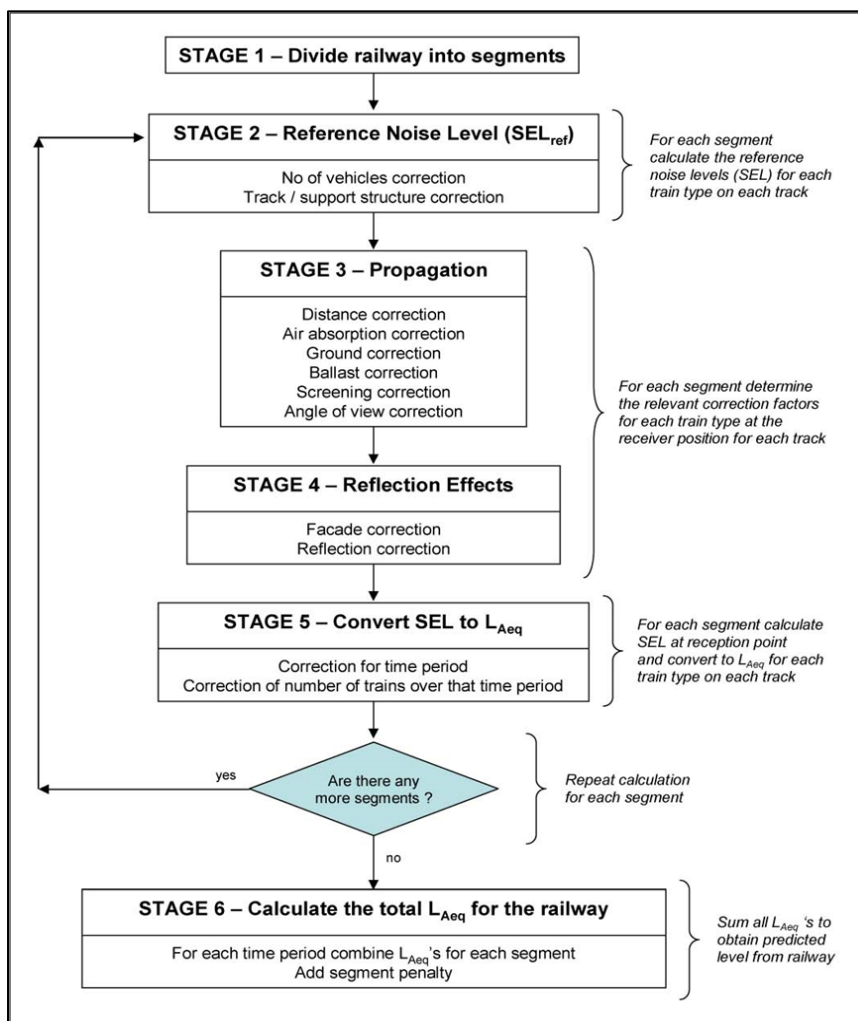 STAGE 1 – Divide railway into segments
STAGE 2 – Reference Noise Level (SELref)
No of vehicles correction
Track / support structure correction
For each segment
calculate the reference
noise levels (SEL) for each
train type on each track
STAGE 3 – Propagation
Distance correction
Air absorption correction
Ground correction
Ballast correction
Screening correction
Angle of view correction
For each segment determine
the relevant correction factors
for each train type at the
receiver position for each track
STAGE 4 – Reflection Effects
Facade correction
Reflection correction
STAGE 5 – Convert SEL to LAeq
Correction for time period
Correction of number of trains over that time period
For each segment calculate
SEL at reception point
and convert to LAeq for each
train type on each track
yes
Are there any
more segments ?
Repeat calculation
for each segment
no
STAGE 6 – Calculate the total LAeq for the railway
For each time period combine LAeq's for each segment
Add segment penalty
Sum all LAeq 's to
obtain predicted
level from railway